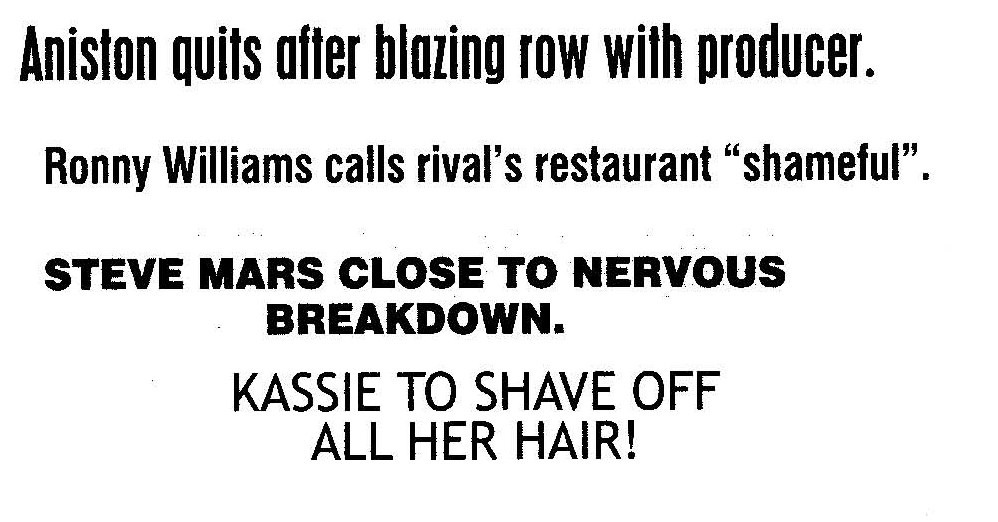 Aniston quits after blazing row with producer.
Ronny Williams calls rival's restaurant “shameful”.
STEVE MARS CLOSE TO NERVOUS
BREAKDOWN.
KASSIE TO SHAVE OFF
ALL HER HAIR!